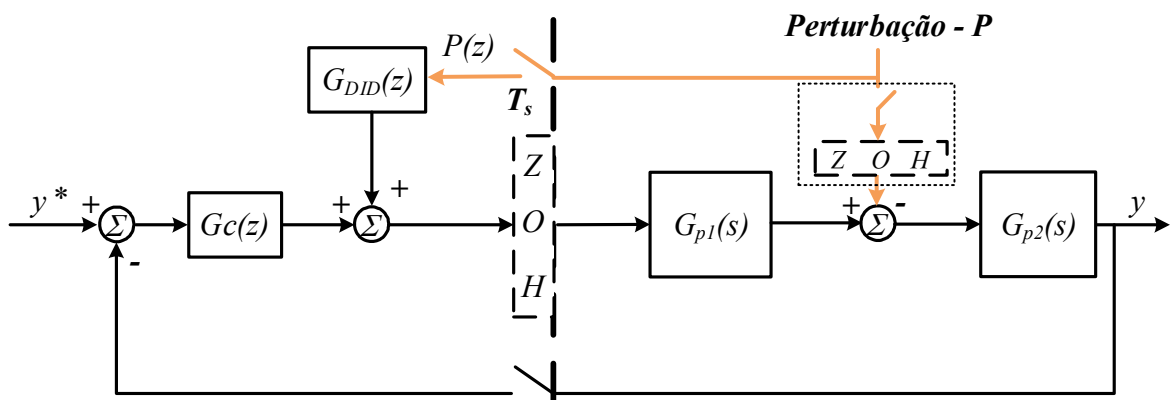 Perturbação - P
P(z)
G_DID(z)
T_s
Z O H
Z
O
H
y* +
Σ
-
Gc(z)
+
Σ
+
G_p1(s)
+
Σ
-
G_p2(s)
y